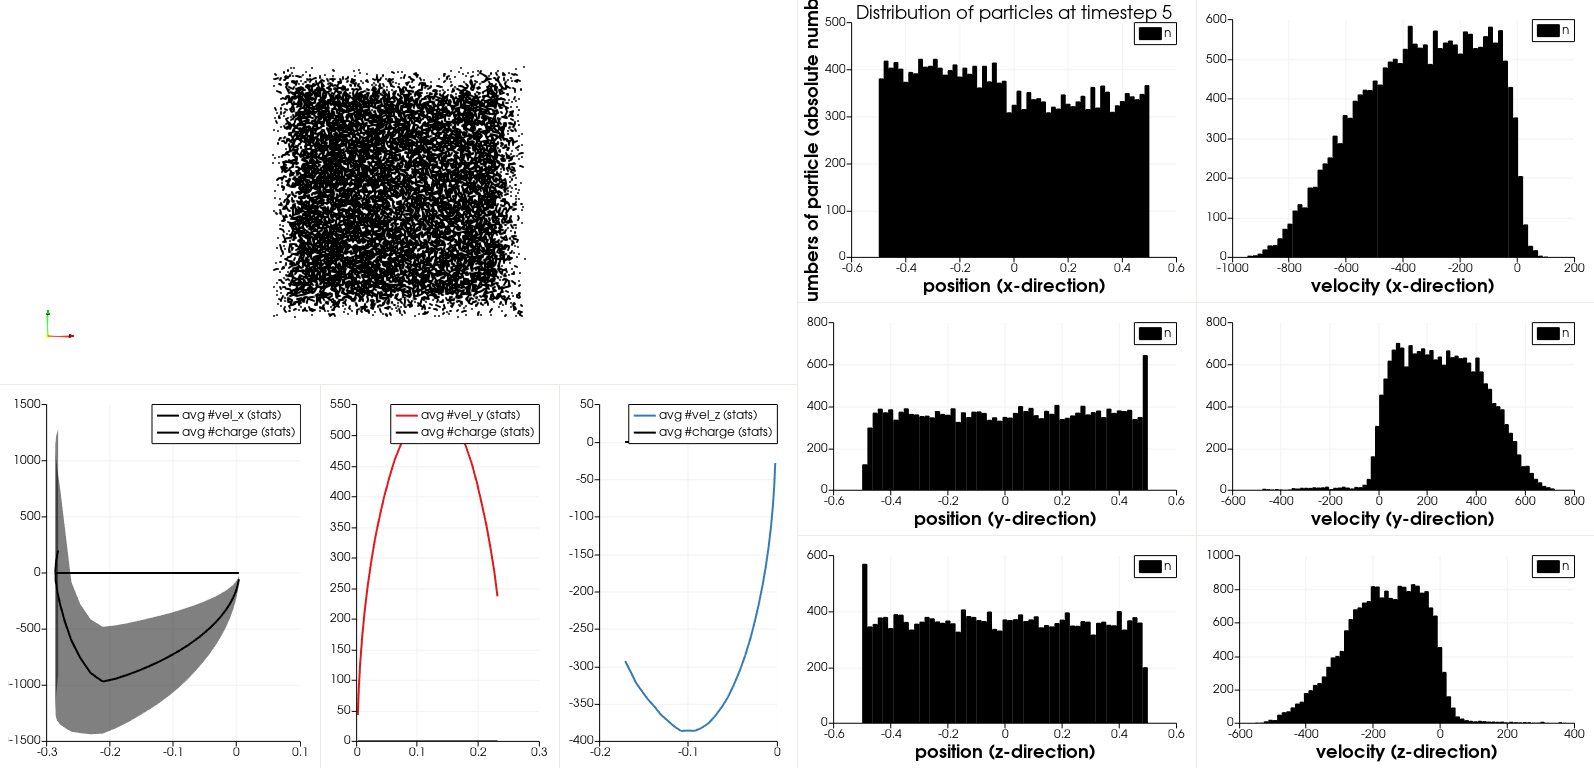 Distribution of particles at timestep 5
umbers of particle (absolute numb
500
400
300
200
100
0
n
-0.6 -0.4 -0.2 0 0.2 0.4 0.6
position (x-direction)
600
500
400
300
200
100
0
n
-1000 -800 -600 -400 -200 0 200
velocity (x-direction)
800
600
400
200
0
n
-0.6 -0.4 -0.2 0 0.2 0.4 0.6
position (y-direction)
800
600
400
200
0
n
-600 -400 -200 0 200 400 600 800
velocity (y-direction)
600
400
200
0
n
-0.6 -0.4 -0.2 0 0.2 0.4 0.6
position (z-direction)
1000
800
600
400
200
0
n
-600 -400 -200 0 200 400
velocity (z-direction)
1500
1000
500
0
-500
-1000
-1500
avg #vel_x (stats)
avg #charge (stats)
-0.3 -0.2 -0.1 0 0.1
550
500
450
400
350
300
250
200
150
100
50
0
avg #vel_y (stats)
avg #charge (stats)
0 0.1 0.2 0.3
50
0
-50
-100
-150
-200
-250
-300
-350
-400
avg #vel_z (stats)
avg #charge (stats)
-0.2 -0.1 0